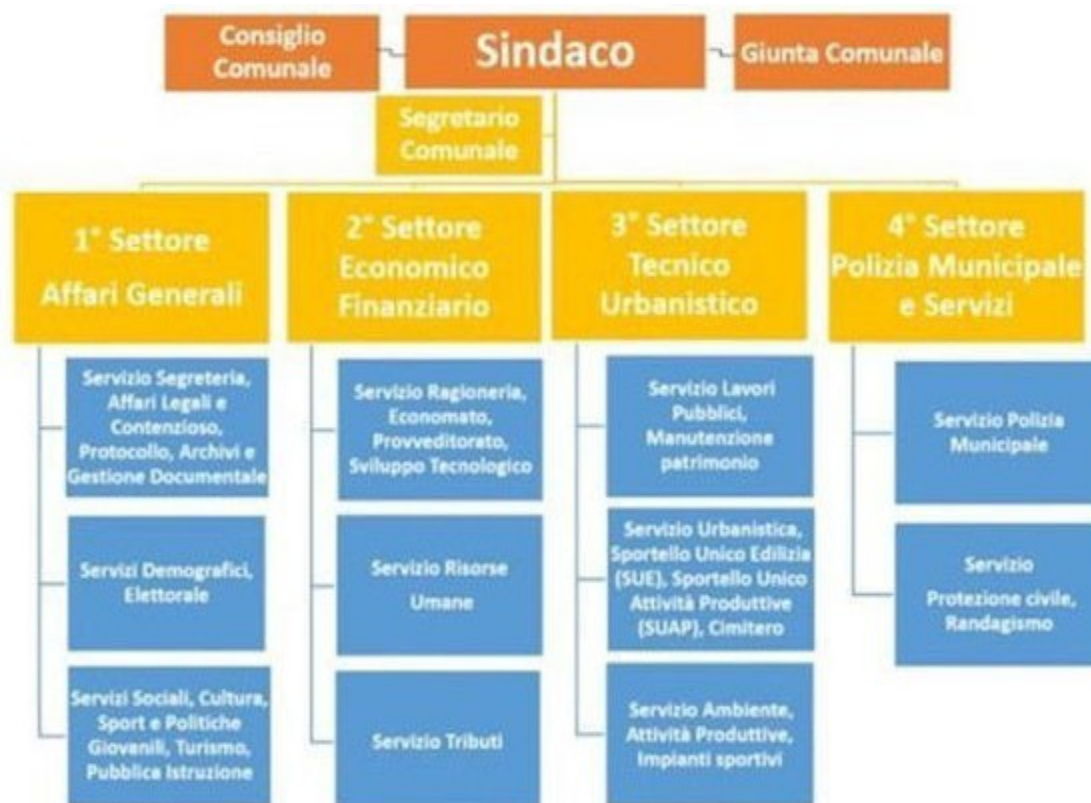 Consiglio
Comunale
Sindaco
Giunta Comunale
Segretario
Comunale
1° Settore
Affari Generali
2° Settore
Economico
Finanziario
3° Settore
Tecnico
Urbanistico
4° Settore
Polizia Municipale
e Servizi
Servizio Segreteria,
Affari Legali e
Contenzioso,
Protocollo, Archivi e
Gestione Documentale
Servizi Demografici,
Elettorale
Servizi Sociali, Cultura,
Sport e Politiche
Giovanili, Turismo,
Pubblica Istruzione
Servizio Ragioneria,
Economato,
Provveditorato,
Sviluppo Tecnologico
Servizio Risorse
Umane
Servizio Tributi
Servizio Lavori
Pubblici,
Manutenzione
patrimonio
Servizio Urbanistica,
Sportello Unico Edilizia
(SUE), Sportello Unico
Attività Produttive
(SUAP), Cimitero
Servizio Ambiente,
Attività Produttive,
Impianti sportivi
Servizio Polizia
Municipale
Servizio
Protezione civile,
Randagismo